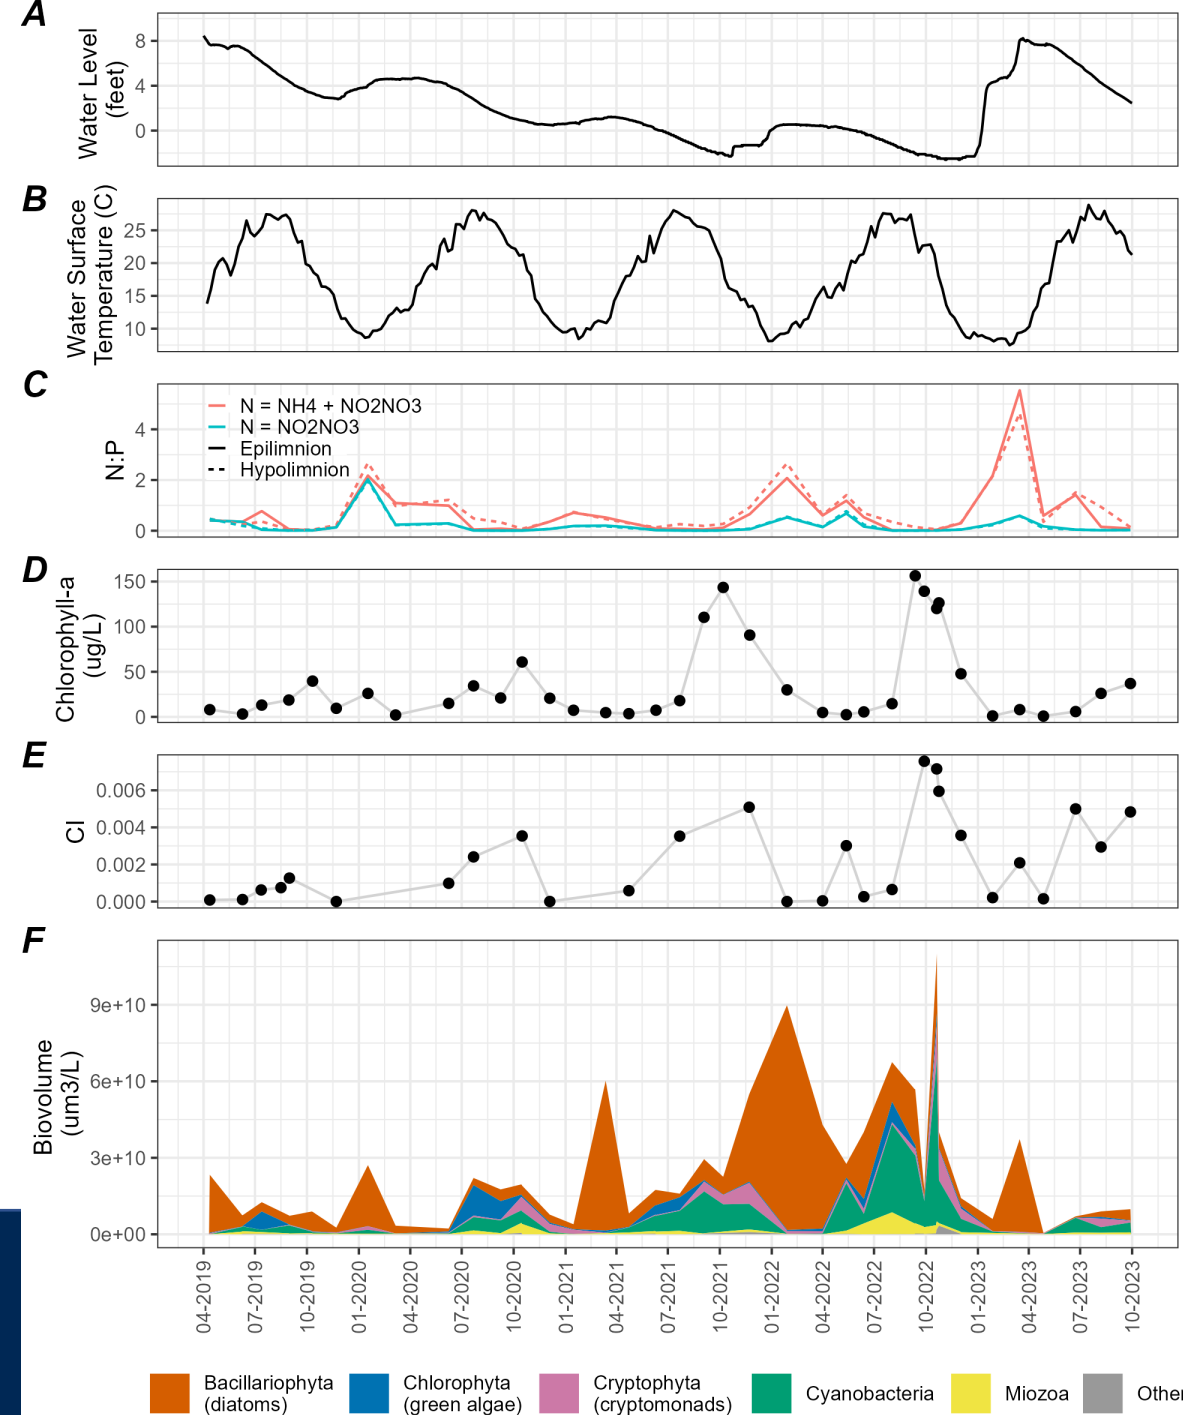 A
Water Level
(feet)
8
4
0
B
Water Surface
Temperature (C)
25
20
15
10
C
N:P
4
2
0
N = NH4 + NO2NO3
N = NO2NO3
Epilimnion
Hypolimnion
D
Chlorophyll-a
(ug/L)
150
100
50
0
E
CI
0.006
0.004
0.002
0.000
F
Biovolume
(um3/L)
9e+10
6e+10
3e+10
0e+00
04-2019
07-2019
10-2019
01-2020
04-2020
07-2020
10-2020
01-2021
04-2021
07-2021
10-2021
01-2022
04-2022
07-2022
10-2022
01-2023
04-2023
07-2023
10-2023
Bacillariophyta
(diatoms)
Chlorophyta
(green algae)
Cryptophyta
(cryptomonads)
Cyanobacteria
Miozoa
Other